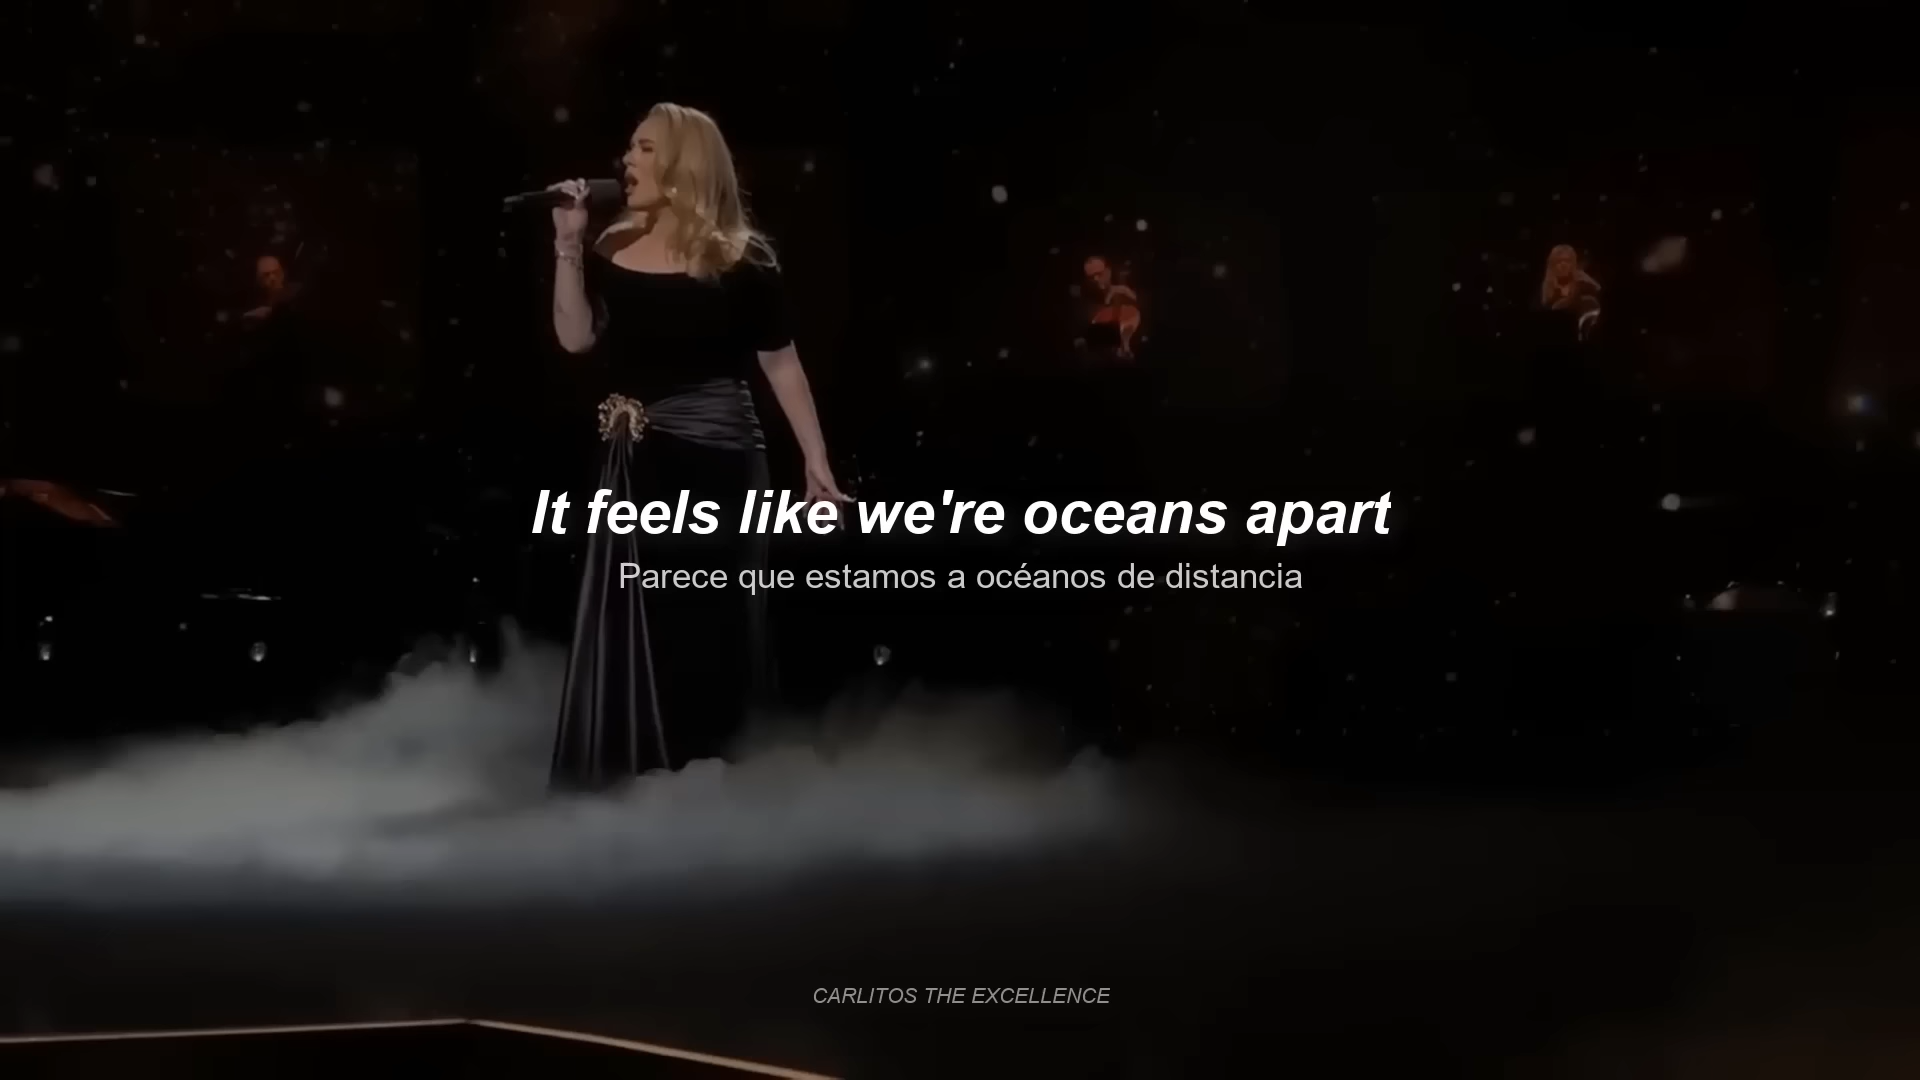 It feels like we're oceans apart
Parece que estamos a océanos de distancia
CARLITOS THE EXCELLENCE